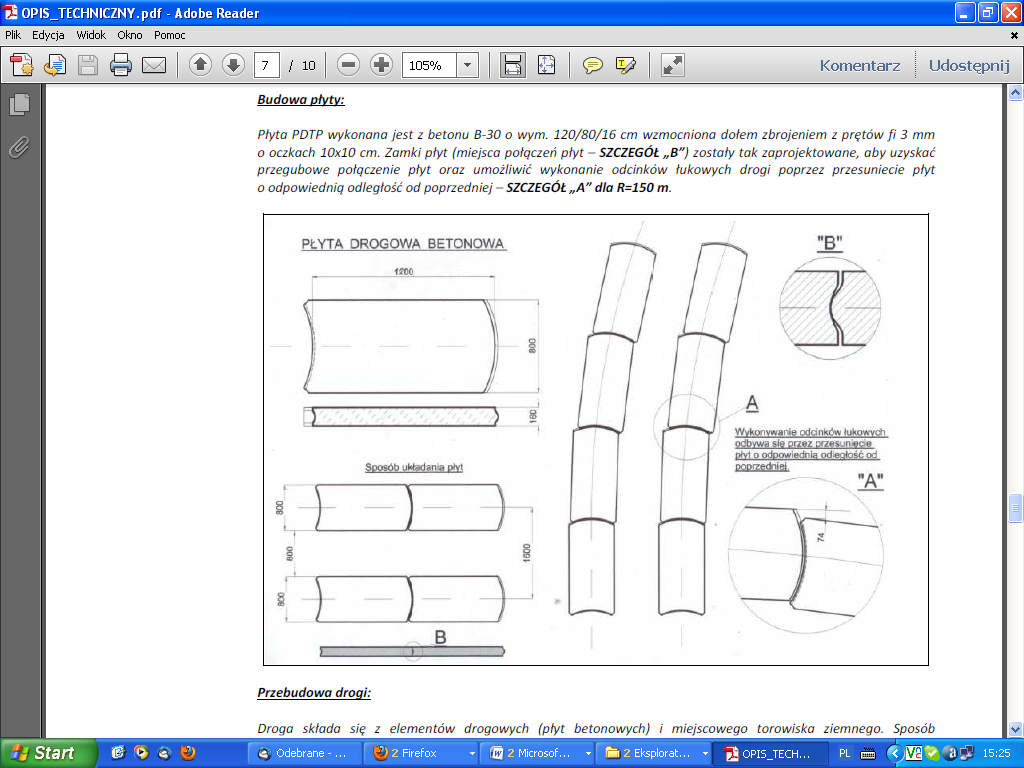 OPIS_TECHNICZNY.pdf - Adobe Reader
Plik Edycja Widok Okno Pomoc
7 / 10 105% Komentarz Udostępnij
Budowa płyty:
Płyta PDTP wykonana jest z betonu B-30 o wym. 120/80/16 cm wzmocniona dołem zbrojeniem z prętów fi 3 mm
o oczkach 10x10 cm. Zamki płyt (miejsca połączeń płyt – SZCZEGÓŁ „B”) zostały tak zaprojektowane, aby uzyskać
przegubowe połączenie płyt oraz umożliwić wykonanie odcinków łukowych drogi poprzez przesuniecie płyt
o odpowiednią odległość od poprzedniej – SZCZEGÓŁ „A” dla R=150 m.
PŁYTA DROGOWA BETONOWA
1200
800
160
Sposób układania płyt
800
800
800
1600
B
"B"
A
Wykonywanie odcinków łukowych
odbywa się przez przesunięcie
płyt o odpowiednią odległość od
poprzedniej.
"A"
74
Przebudowa drogi:
Droga składa się z elementów drogowych (płyt betonowych) i miejscowego torowiska ziemnego. Sposób
Start Odebrane - ... 2 Firefox 2 Microsof... 2 Eksplorat... OPIS_TECH... PL 15:25